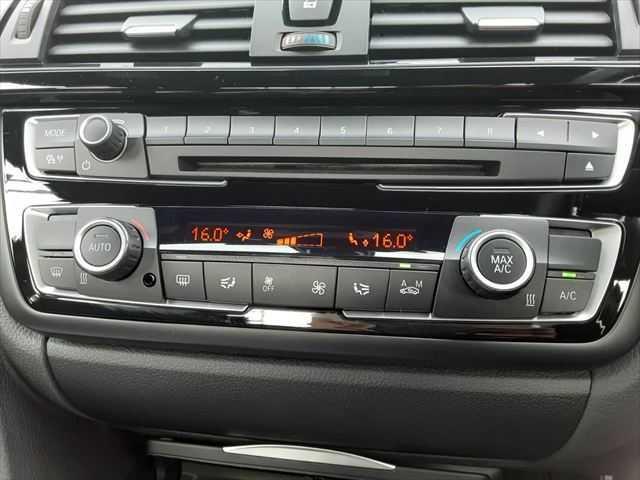 MODE 1 2 3 4 5 6 7 8
16.0° 16.0°
AUTO
MAX
A/C
OFF
A M
A/C